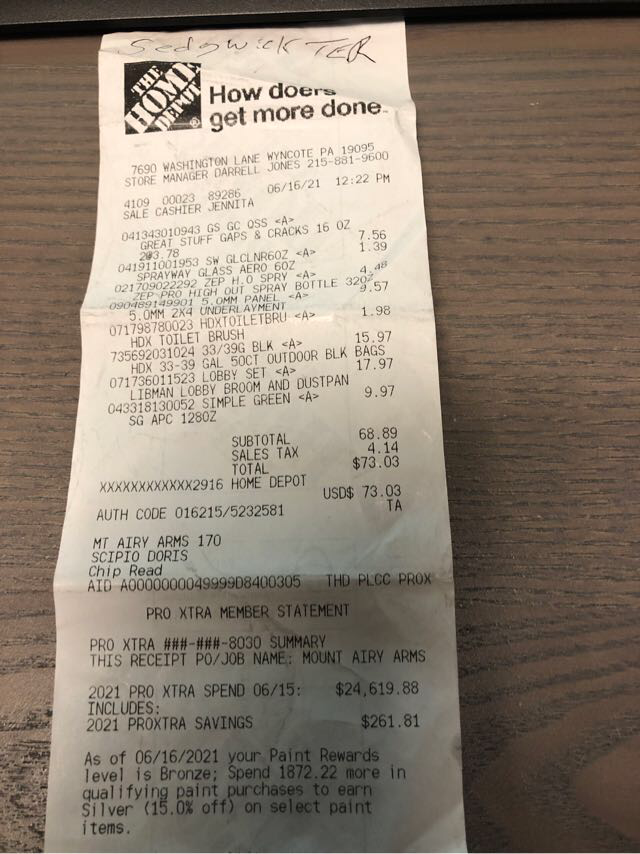 Sedgwick TER
THE HOME DEPOT
How doers
get more done.
7690 WASHINGTON LANE WYNCOTE PA 19095
STORE MANAGER DARRELL JONES 215-881-9600
4109 00023 89286 06/16/21 12:22 PM
SALE CASHIER JENNITA
041343010943 GS GC QSS <A>
GREAT STUFF GAPS & CRACKS 16 OZ
2@3.78 7.56
041911001953 SW GLCLNR6OZ <A> 1.39
SPRAYWAY GLASS AERO 6OZ
021709022292 ZEP H.O SPRY <A> 4.48
ZEP PRO HIGH OUT SPRAY BOTTLE 32OZ
090489149901 5.0MM PANEL <A> 9.57
5.0MM 2X4 UNDERLAYMENT
071798780023 HDXTOILETBRU <A> 1.98
HDX TOILET BRUSH
735692031024 33/39G BLK <A> 15.97
HDX 33-39 GAL 50CT OUTDOOR BLK BAGS
071736011523 LOBBY SET <A> 17.97
LIBMAN LOBBY BROOM AND DUSTPAN
043318130052 SIMPLE GREEN <A> 9.97
SG APC 128OZ
SUBTOTAL 68.89
SALES TAX 4.14
TOTAL $73.03
XXXXXXXXXXXX2916 HOME DEPOT
USD$ 73.03
AUTH CODE 016215/5232581 TA
MT AIRY ARMS 170
SCIPIO DORIS
Chip Read
AID A0000000049999D8400305 THD PLCC PROX
PRO XTRA MEMBER STATEMENT
PRO XTRA ###-###-8030 SUMMARY
THIS RECEIPT PO/JOB NAME: MOUNT AIRY ARMS
2021 PRO XTRA SPEND 06/15: $24,619.88
INCLUDES:
2021 PROXTRA SAVINGS $261.81
As of 06/16/2021 your Paint Rewards
level is Bronze; Spend 1872.22 more in
qualifying paint purchases to earn
Silver (15.0% off) on select paint
items.